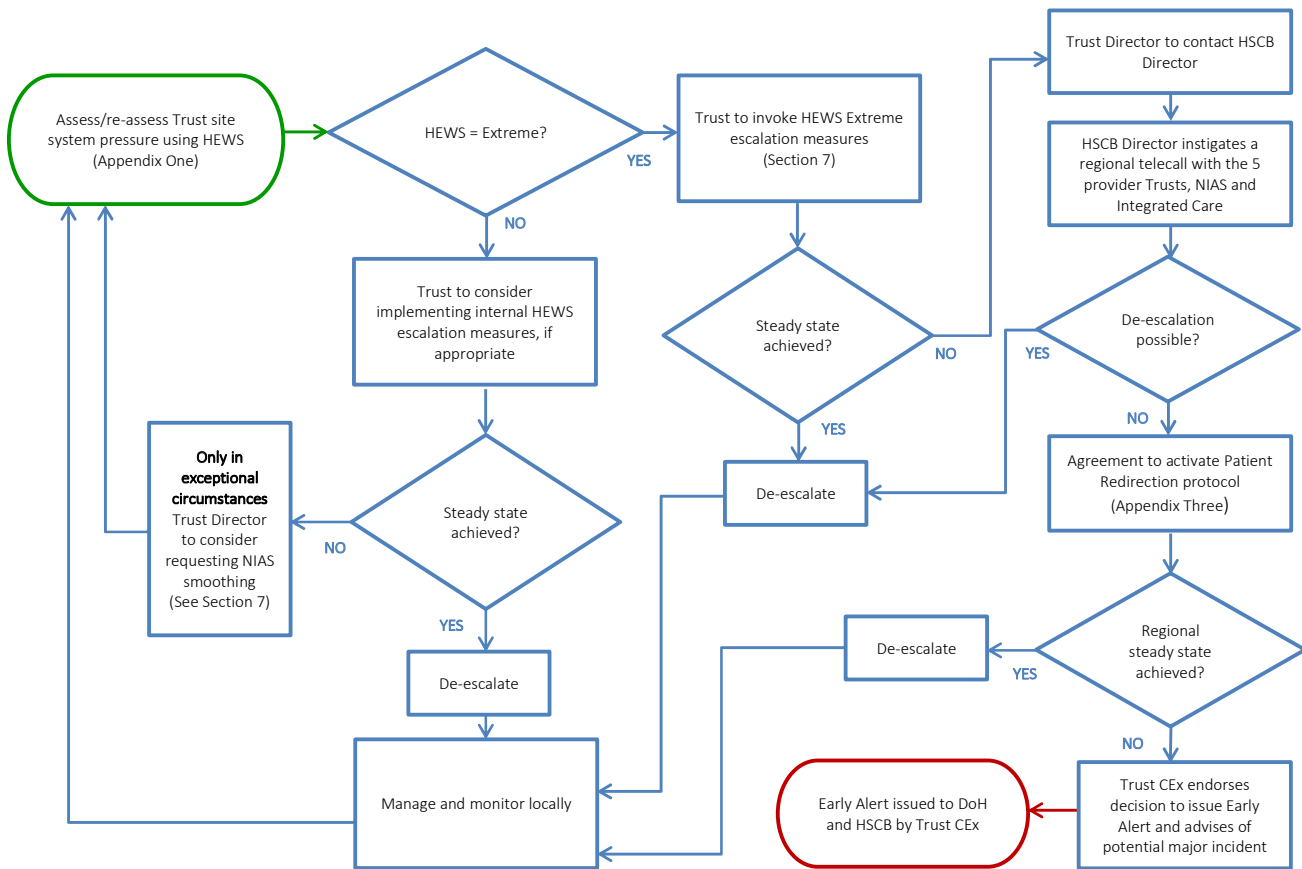 Assess/re-assess Trust site
system pressure using HEWS
(Appendix One)
HEWS = Extreme?
YES
NO
Trust to invoke HEWS Extreme
escalation measures
(Section 7)
Trust Director to contact HSCB
Director
HSCB Director instigates a
regional telecall with the 5
provider Trusts, NIAS and
Integrated Care
Trust to consider
implementing internal HEWS
escalation measures, if
appropriate
Steady state
achieved?
NO
YES
De-escalation
possible?
YES
NO
Only in
exceptional
circumstances
Trust Director
to consider
requesting NIAS
smoothing
(See Section 7)
Steady state
achieved?
NO
YES
De-escalate
Agreement to activate Patient
Redirection protocol
(Appendix Three)
De-escalate
De-escalate
Regional
steady state
achieved?
YES
NO
Manage and monitor locally
Early Alert issued to DoH
and HSCB by Trust CEx
Trust CEx endorses
decision to issue Early
Alert and advises of
potential major incident